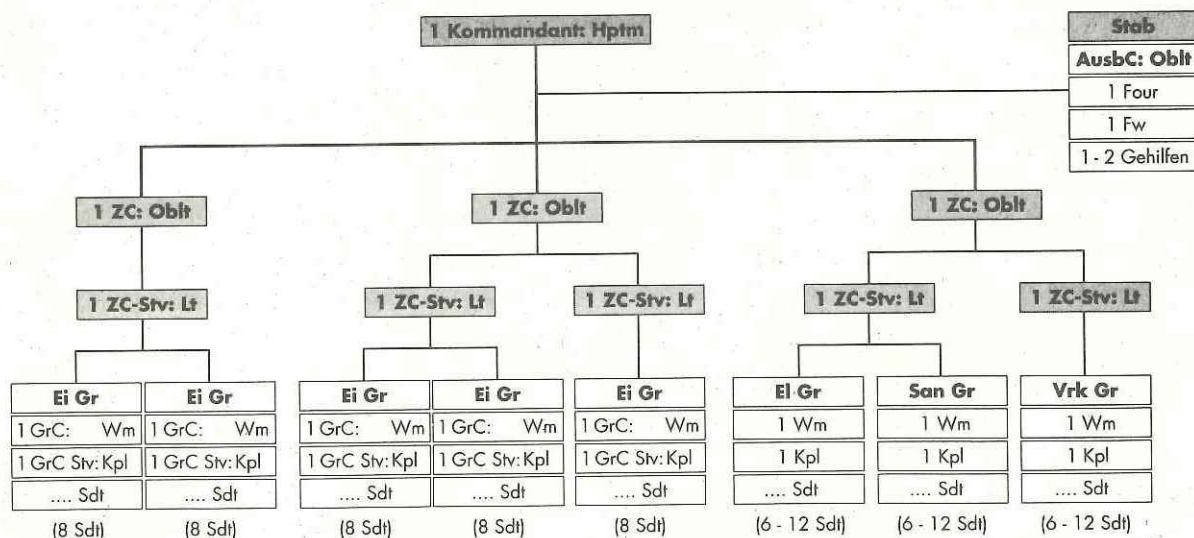 1 Kommandant: Hptm
Stab
AusbC: Oblt
1 Four
1 Fw
1 - 2 Gehilfen
1 ZC: Oblt
1 ZC: Oblt
1 ZC: Oblt
1 ZC-Stv: Lt
1 ZC-Stv: Lt
1 ZC-Stv: Lt
1 ZC-Stv: Lt
1 ZC-Stv: Lt
Ei Gr
1 GrC: Wm
1 GrC Stv: Kpl
.... Sdt
(8 Sdt)
Ei Gr
1 GrC: Wm
1 GrC Stv: Kpl
.... Sdt
(8 Sdt)
Ei Gr
1 GrC: Wm
1 GrC Stv: Kpl
.... Sdt
(8 Sdt)
Ei Gr
1 GrC: Wm
1 GrC Stv: Kpl
.... Sdt
(8 Sdt)
Ei Gr
1 GrC: Wm
1 GrC Stv: Kpl
.... Sdt
(8 Sdt)
El Gr
1 Wm
1 Kpl
.... Sdt
(6 - 12 Sdt)
San Gr
1 Wm
1 Kpl
.... Sdt
(6 - 12 Sdt)
Vrk Gr
1 Wm
1 Kpl
.... Sdt
(6 - 12 Sdt)